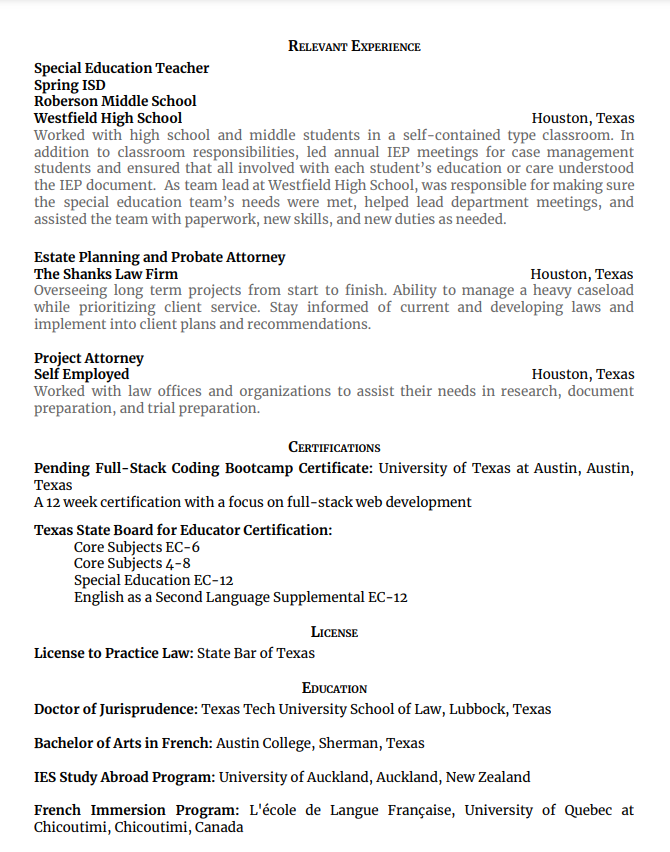 RELEVANT EXPERIENCE
Special Education Teacher
Spring ISD
Roberson Middle School
Westfield High School Houston, Texas
Worked with high school and middle students in a self-contained type classroom. In
addition to classroom responsibilities, led annual IEP meetings for case management
students and ensured that all involved with each student's education or care understood
the IEP document. As team lead at Westfield High School, was responsible for making sure
the special education team's needs were met, helped lead department meetings, and
assisted the team with paperwork, new skills, and new duties as needed.
Estate Planning and Probate Attorney
The Shanks Law Firm Houston, Texas
Overseeing long term projects from start to finish. Ability to manage a heavy caseload
while prioritizing client service. Stay informed of current and developing laws and
implement into client plans and recommendations.
Project Attorney
Self Employed Houston, Texas
Worked with law offices and organizations to assist their needs in research, document
preparation, and trial preparation.
CERTIFICATIONS
Pending Full-Stack Coding Bootcamp Certificate: University of Texas at Austin, Austin,
Texas
A 12 week certification with a focus on full-stack web development
Texas State Board for Educator Certification:
Core Subjects EC-6
Core Subjects 4-8
Special Education EC-12
English as a Second Language Supplemental EC-12
LICENSE
License to Practice Law: State Bar of Texas
EDUCATION
Doctor of Jurisprudence: Texas Tech University School of Law, Lubbock, Texas
Bachelor of Arts in French: Austin College, Sherman, Texas
IES Study Abroad Program: University of Auckland, Auckland, New Zealand
French Immersion Program: L'école de Langue Française, University of Quebec at
Chicoutimi, Chicoutimi, Canada